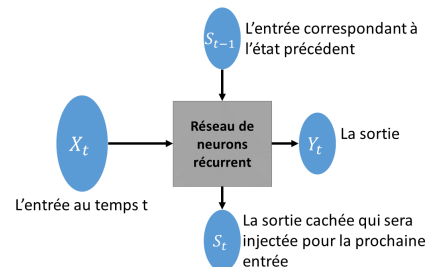 S_{t-1}
L'entrée correspondant à
l'état précédent
X_t
Réseau de
neurons
récurrent
Y_t
La sortie
L'entrée au temps t
S_t
La sortie cachée qui sera
injectée pour la prochaine
entrée